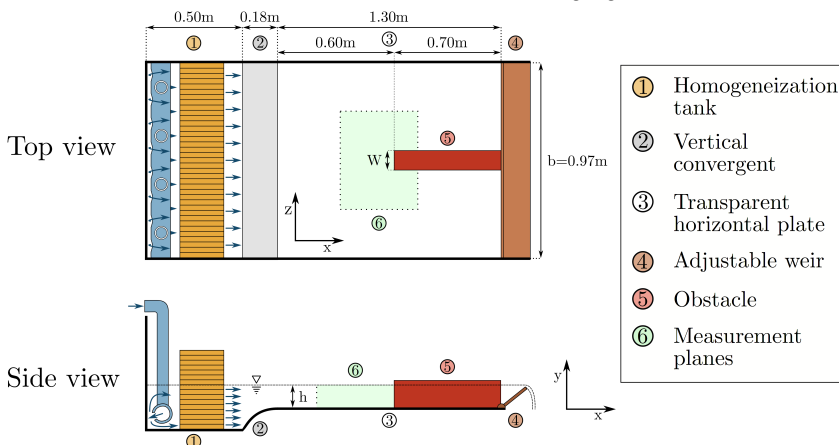 0.50m 0.18m 1.30m
① ② 0.60m ③ 0.70m ④
Top view
W
⑤
b=0.97m
⑥
z
x
① Homogeneization
tank
② Vertical
convergent
③ Transparent
horizontal plate
④ Adjustable weir
⑤ Obstacle
⑥ Measurement
planes
Side view
⑥ ⑤
h
y
x
① ② ③ ④